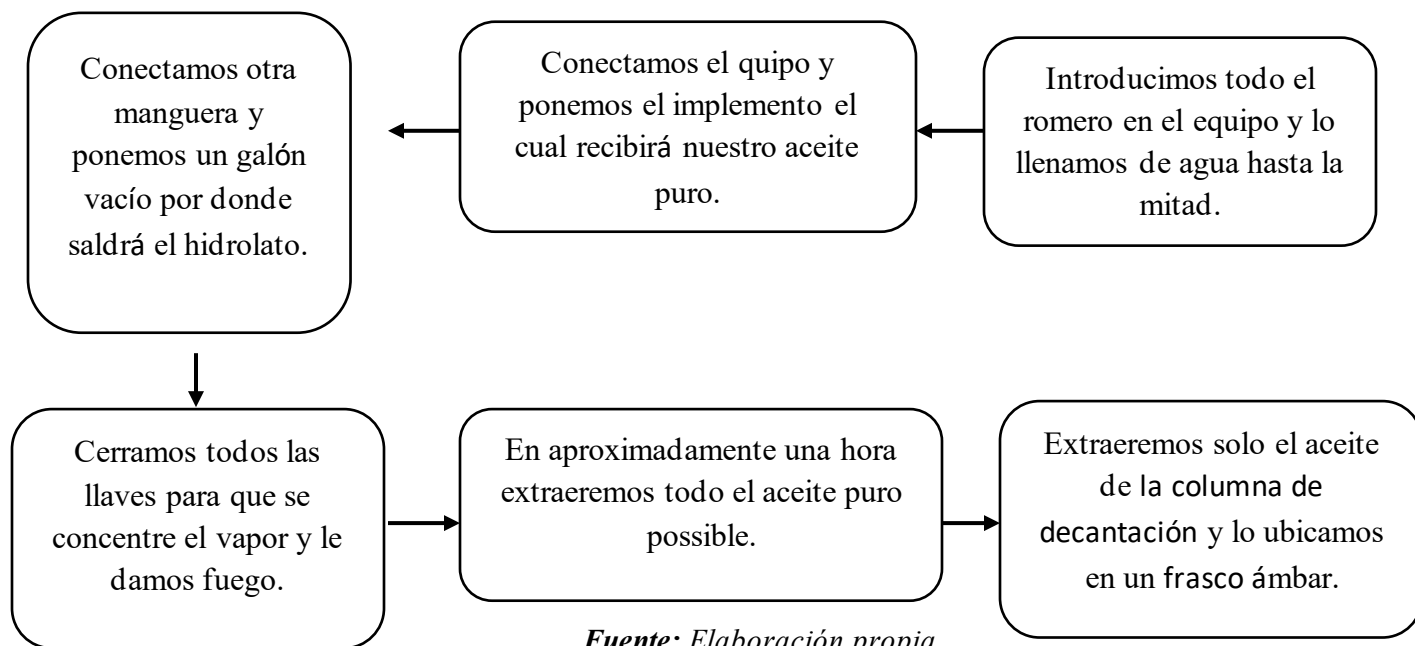 Introducimos todo el
romero en el equipo y lo
llenamos de agua hasta la
mitad.
Conectamos el quipo y
ponemos el implemento el
cual recibirá nuestro aceite
puro.
Conectamos otra
manguera y
ponemos un galón
vacío por donde
saldrá el hidrolato.
Cerramos todos las
llaves para que se
concentre el vapor y le
damos fuego.
En aproximadamente una hora
extraeremos todo el aceite puro
possible.
Extraeremos solo el aceite
de la columna de
decantación y lo ubicamos
en un frasco ámbar.
Fuente: Elaboración propia